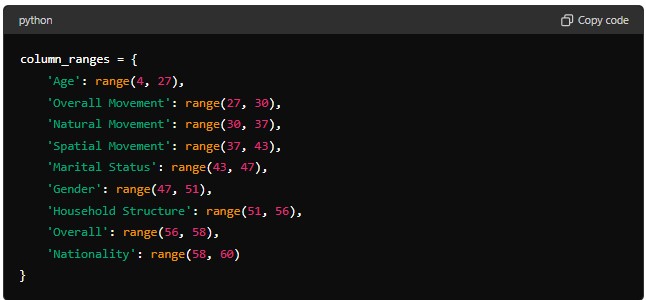 python
Copy code
column_ranges = {
    'Age': range(4, 27),
    'Overall Movement': range(27, 30),
    'Natural Movement': range(30, 37),
    'Spatial Movement': range(37, 43),
    'Marital Status': range(43, 47),
    'Gender': range(47, 51),
    'Household Structure': range(51, 56),
    'Overall': range(56, 58),
    'Nationality': range(58, 60)
}